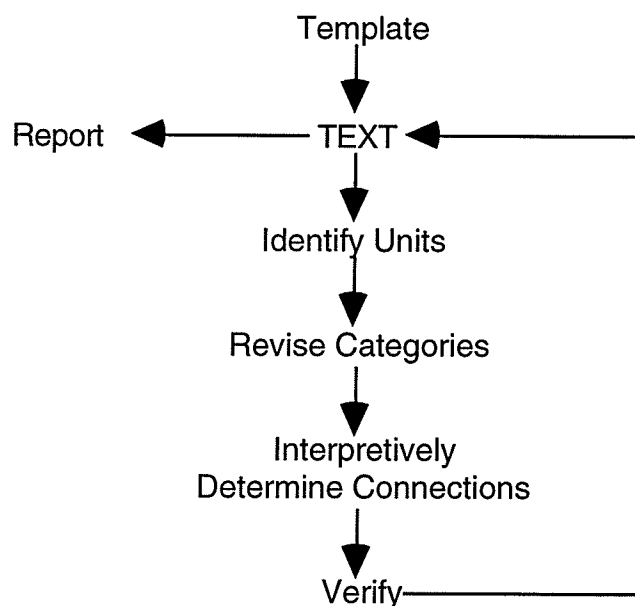 Template
Report
TEXT
Identify Units
Revise Categories
Interpretively
Determine Connections
Verify